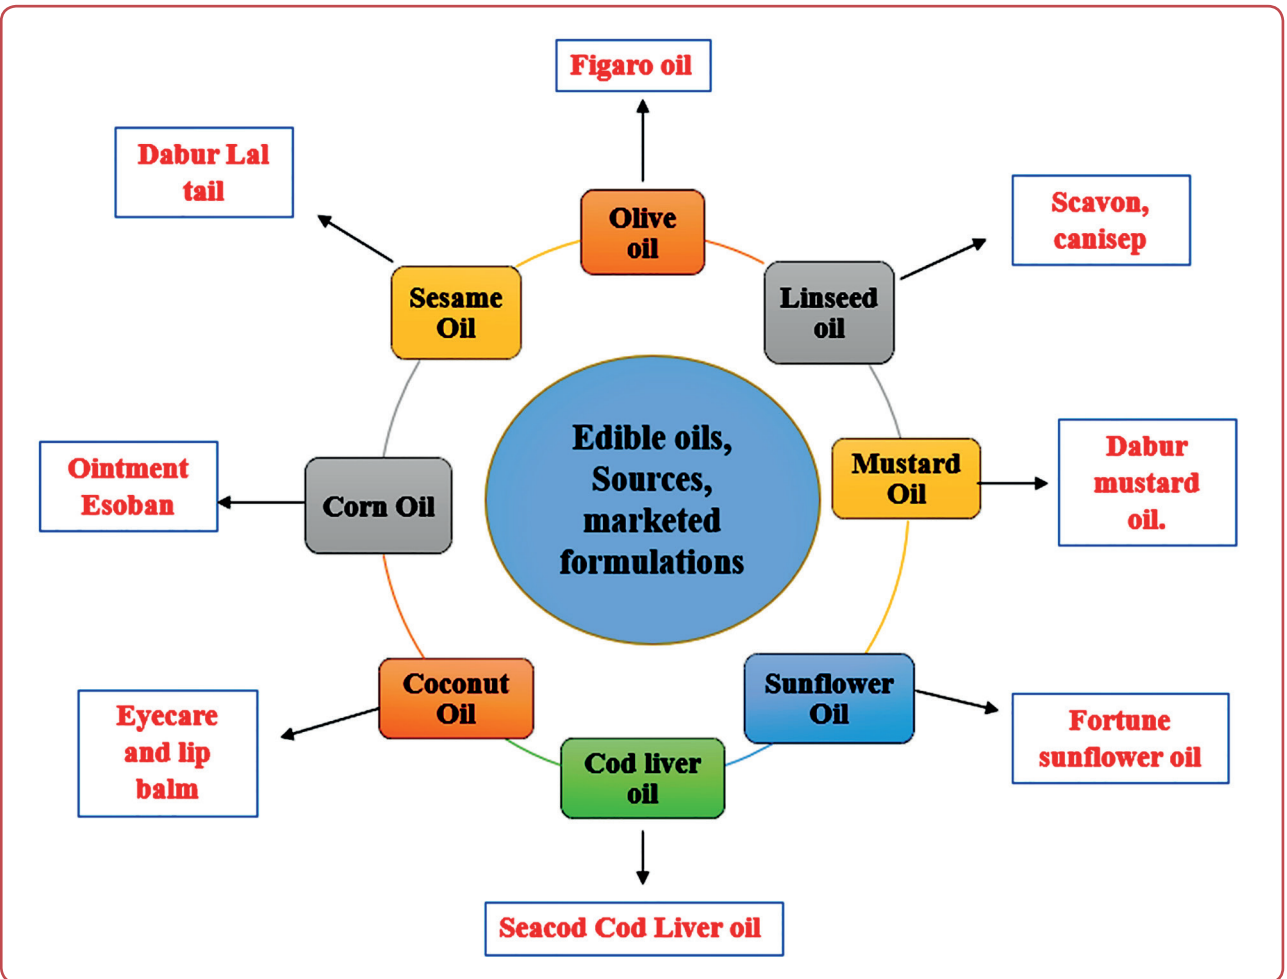 Figaro oil
Dabur Lal
tail
Olive
oil
Scavon,
canisep
Sesame
Oil
Linseed
oil
Edible oils,
Sources,
marketed
formulations
Mustard
Oil
Dabur
mustard
oil.
Ointment
Esoban
Corn Oil
Coconut
Oil
Sunflower
Oil
Eyecare
and lip
balm
Cod liver
oil
Fortune
sunflower oil
Seacod Cod Liver oil